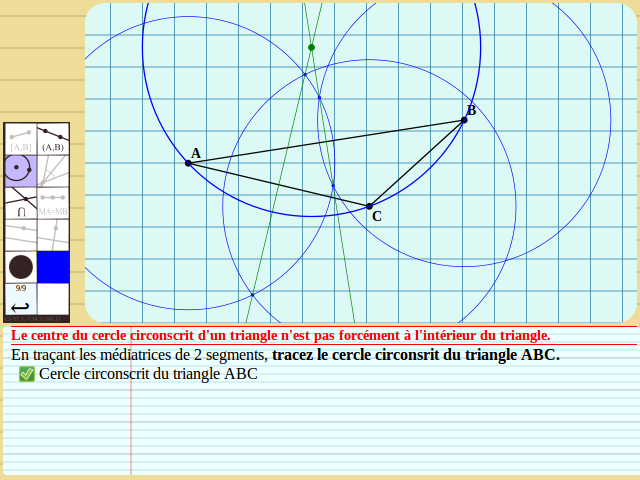 B
A
C
[A,B]
(A,B)
∩
MA=MB
9/9
Le centre du cercle circonscrit d'un triangle n'est pas forcément à l'intérieur du triangle.
En traçant les médiatrices de 2 segments, tracez le cercle circonsrit du triangle ABC.
Cercle circonscrit du triangle ABC